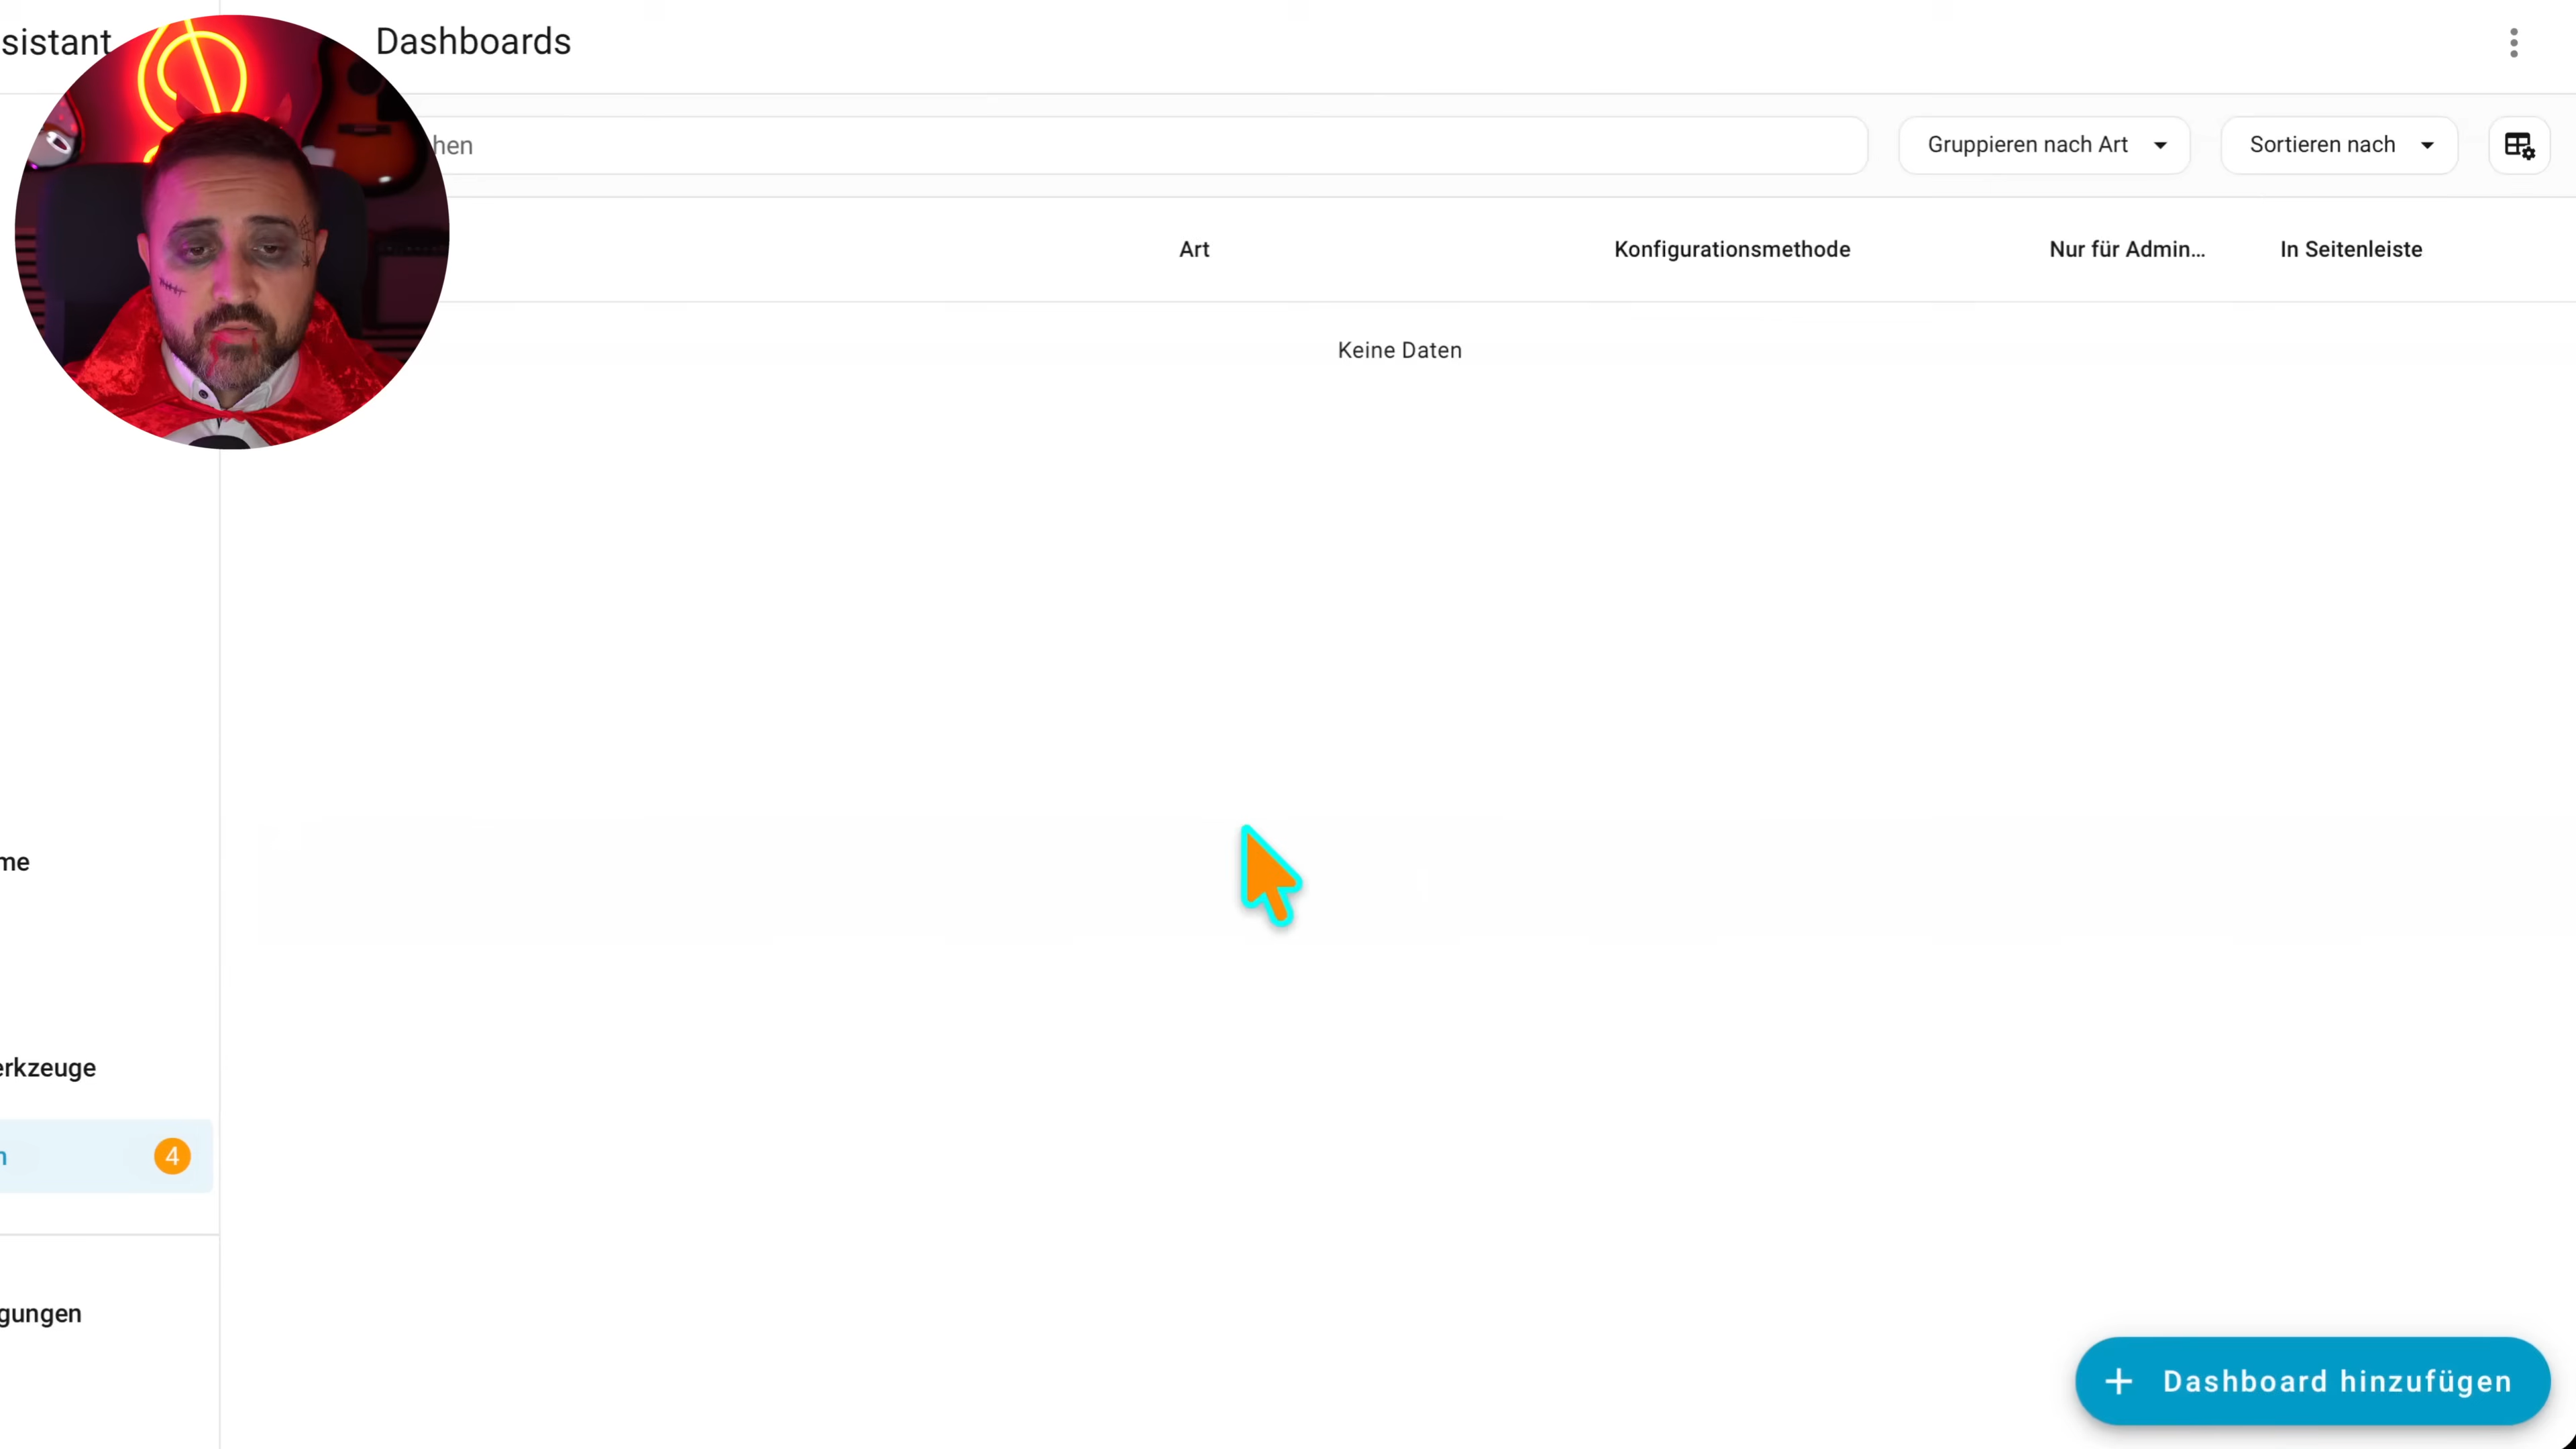 sistant
Dashboards
hen
Gruppieren nach Art
Sortieren nach
Art
Konfigurationsmethode
Nur für Admin...
In Seitenleiste
Keine Daten
me
erkzeuge
n
4
gungen
Dashboard hinzufügen